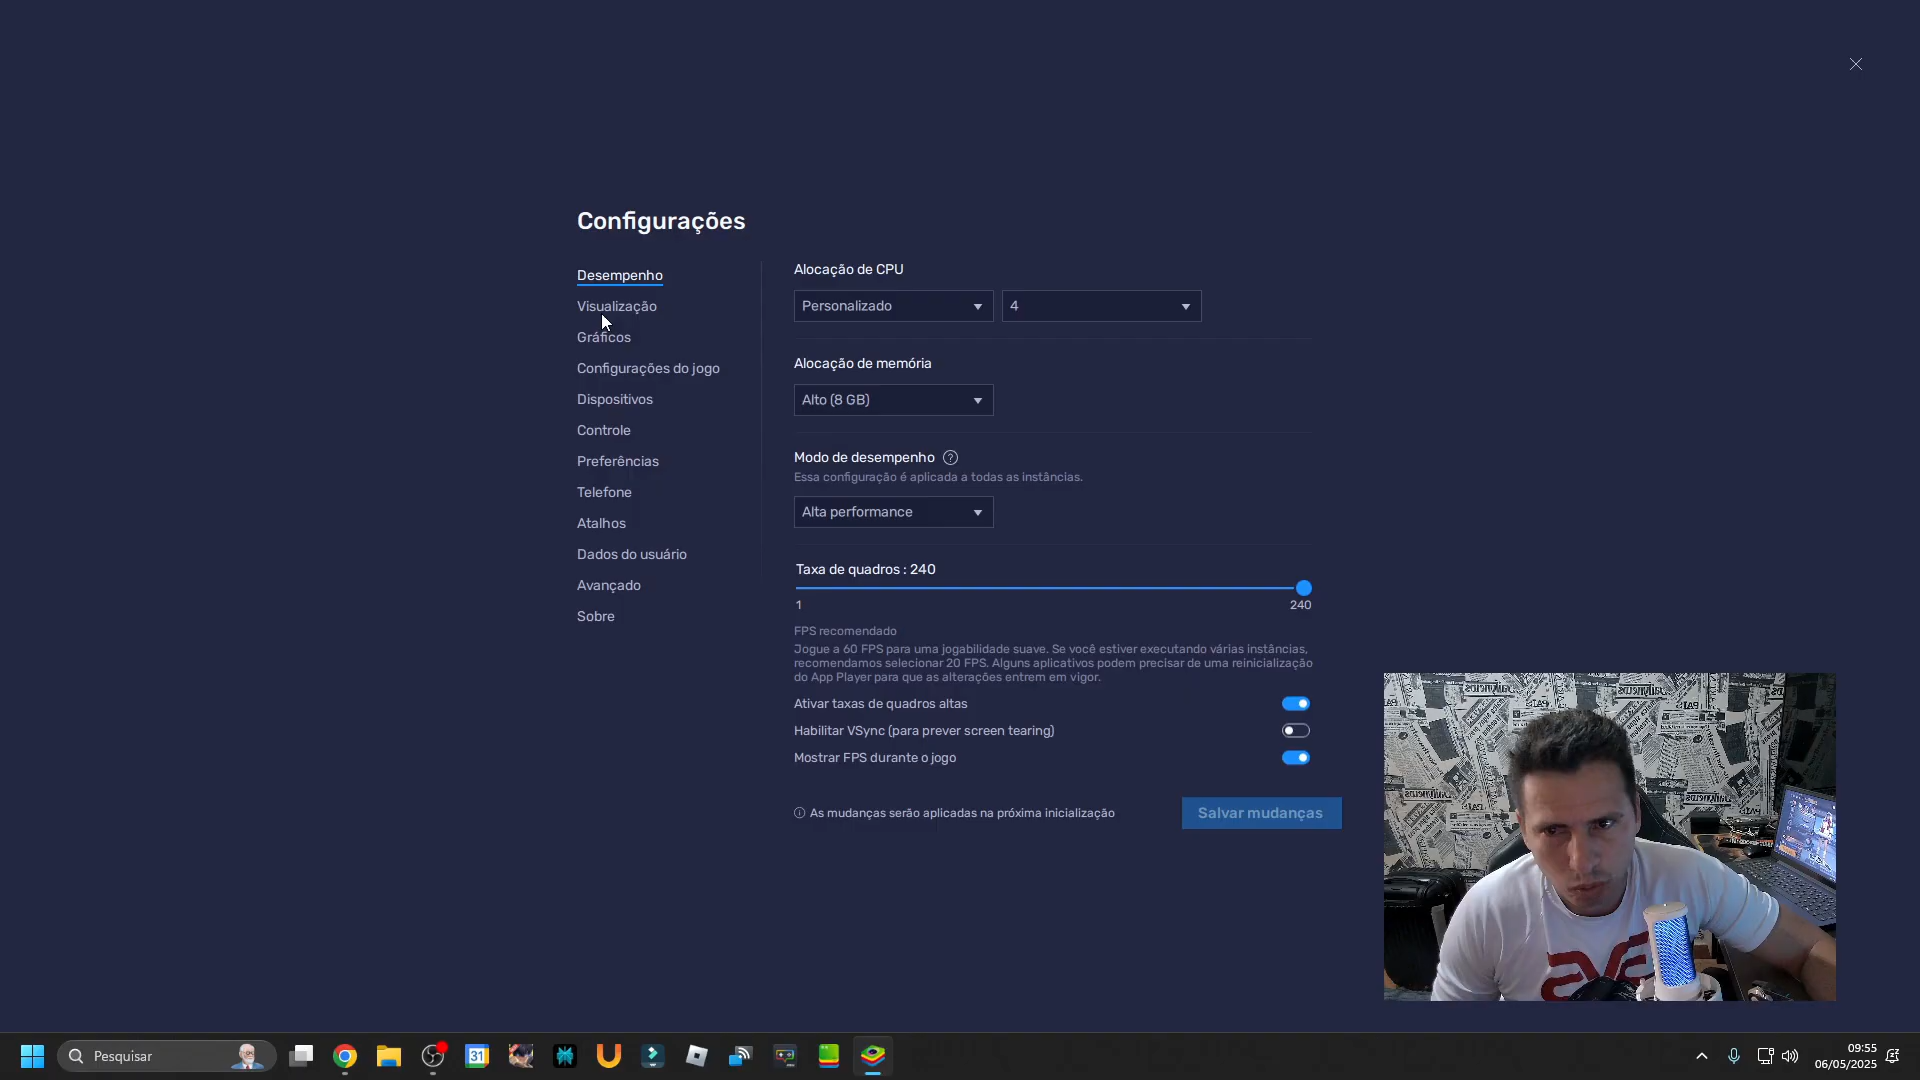 Configurações
Desempenho
Visualização
Gráficos
Configurações do jogo
Dispositivos
Controle
Preferências
Telefone
Atalhos
Dados do usuário
Avançado
Sobre
Alocação de CPU
Personalizado
4
Alocação de memória
Alto (8 GB)
Modo de desempenho
Essa configuração é aplicada a todas as instâncias.
Alta performance
Taxa de quadros : 240
1
240
FPS recomendado
Jogue a 60 FPS para uma jogabilidade suave. Se você estiver executando várias instâncias,
recomendamos selecionar 20 FPS. Alguns aplicativos podem precisar de uma reinicialização
do App Player para que as alterações entrem em vigor.
Ativar taxas de quadros altas
Habilitar VSync (para prever screen tearing)
Mostrar FPS durante o jogo
As mudanças serão aplicadas na próxima inicialização
Salvar mudanças
Pesquisar
31
09:55
06/05/2025